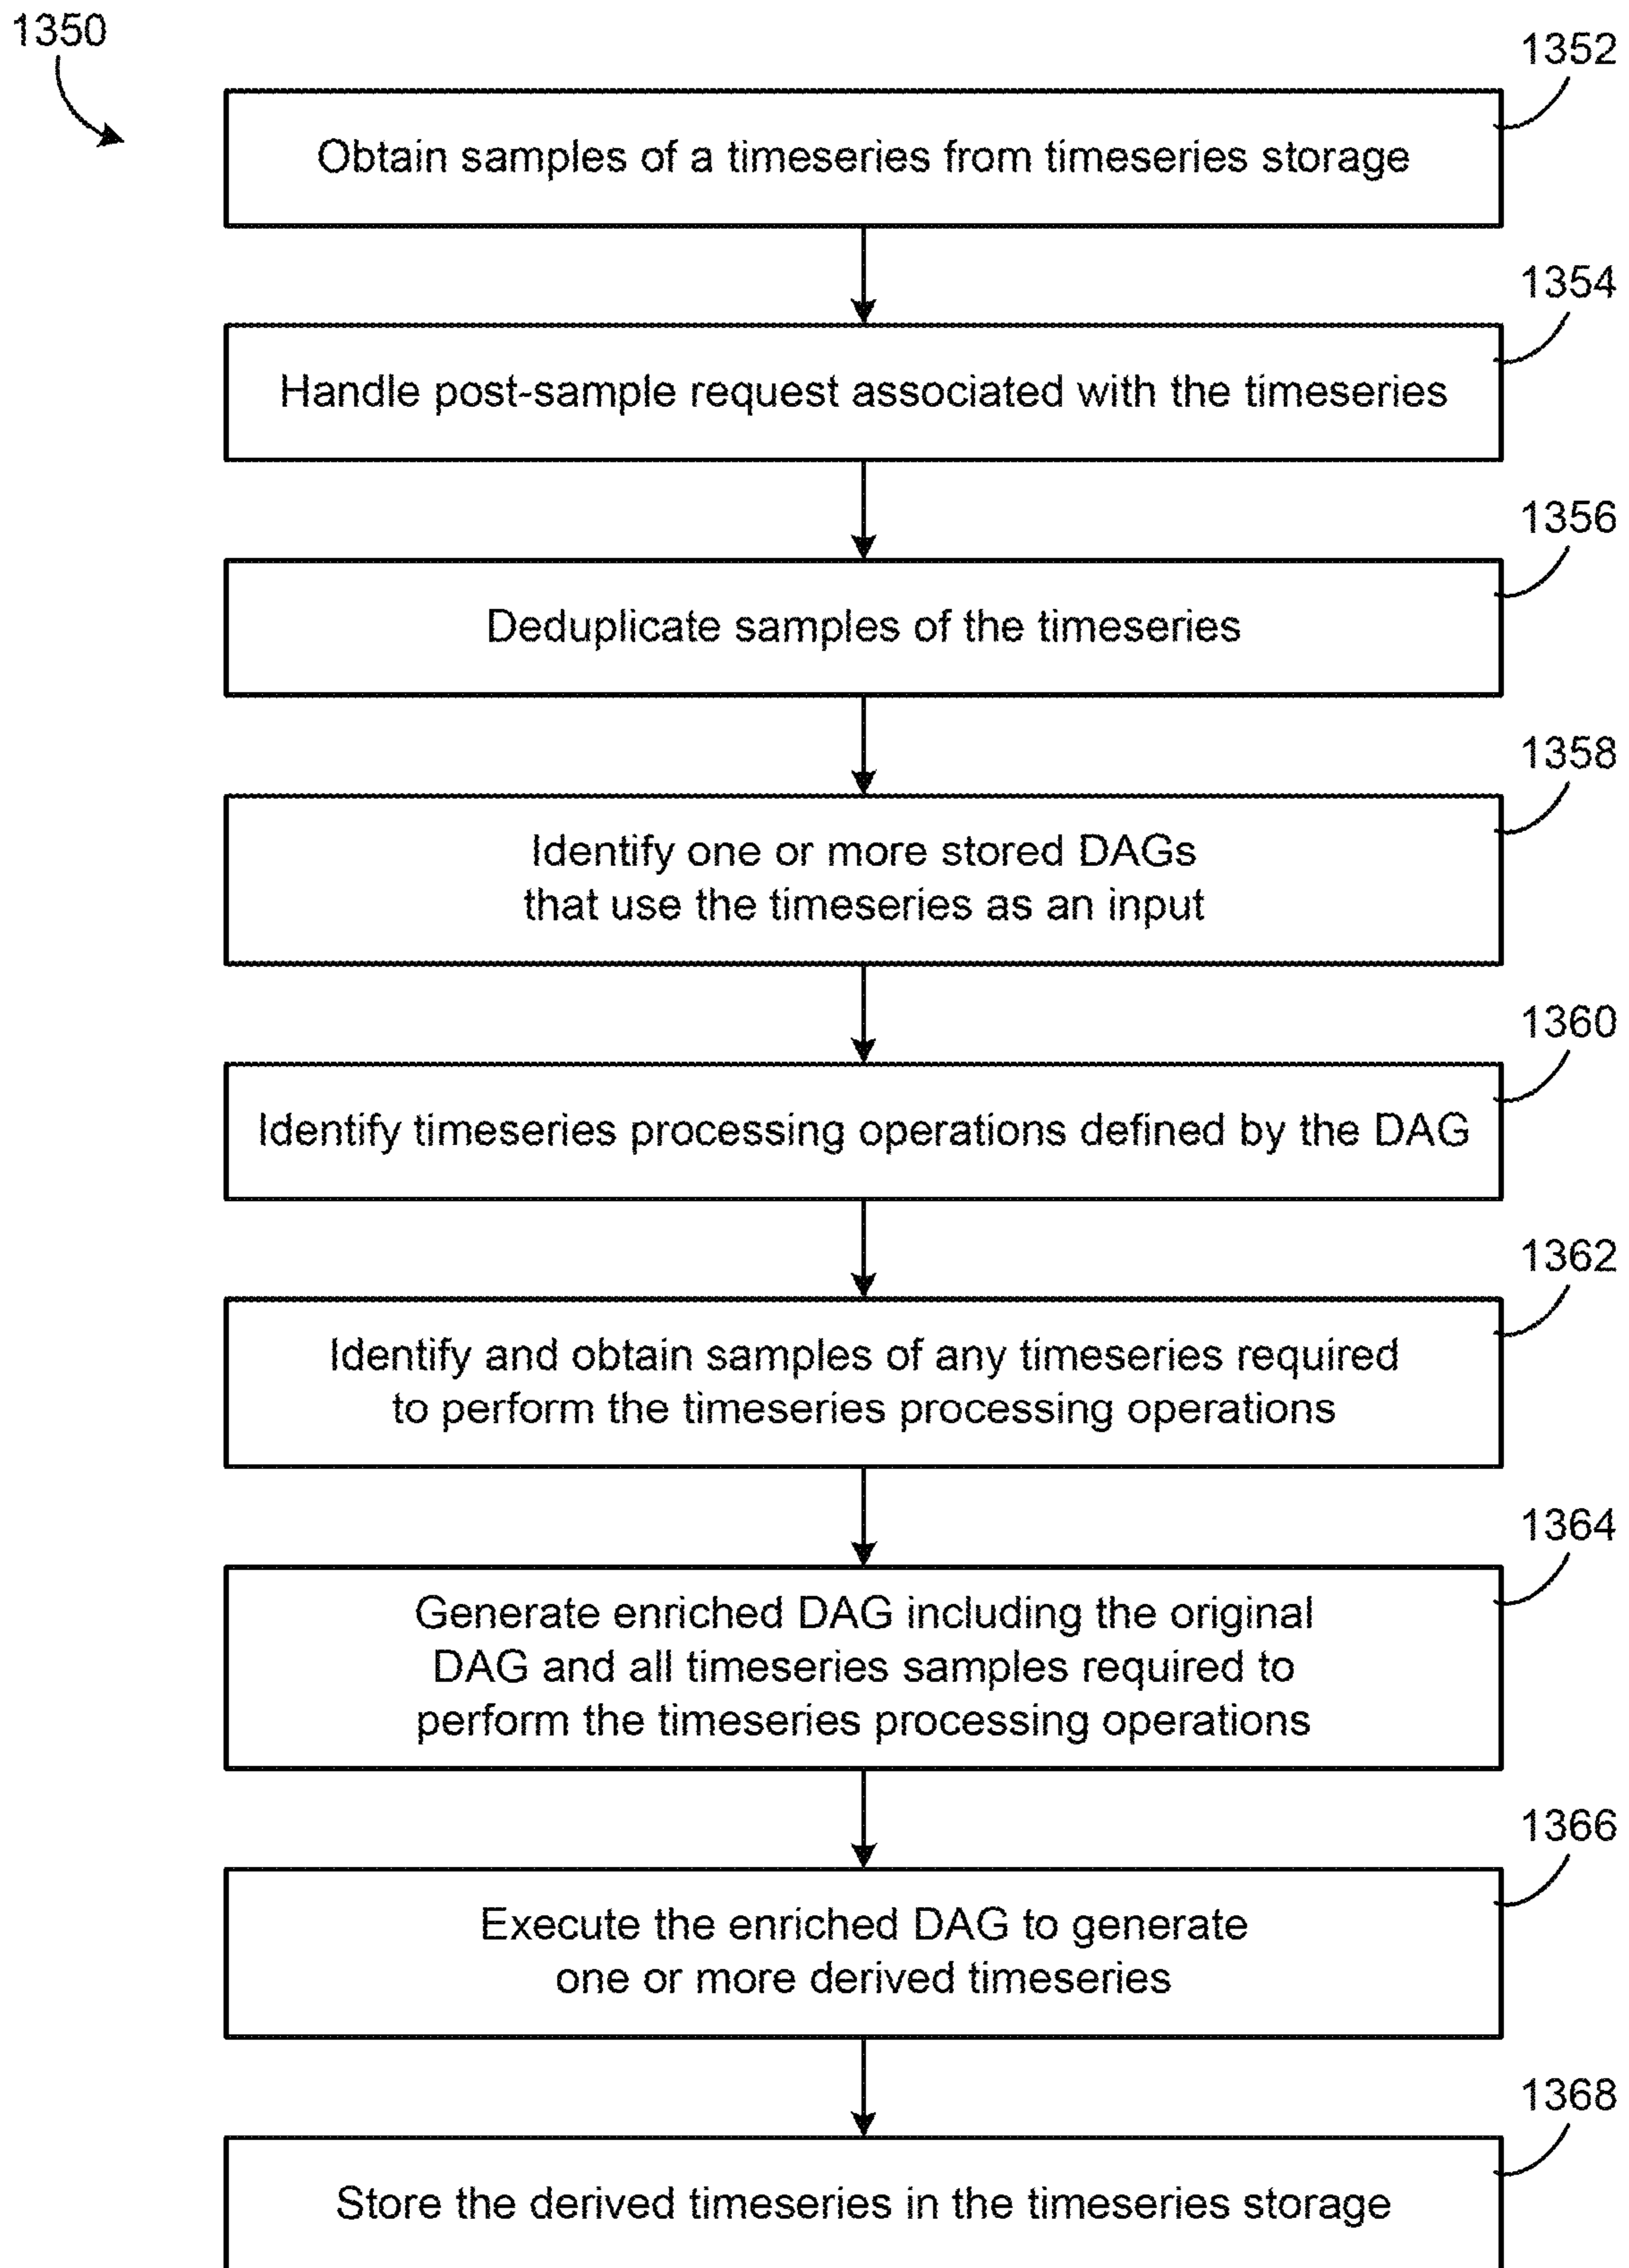 1350
1352
Obtain samples of a timeseries from timeseries storage
1354
Handle post-sample request associated with the timeseries
1356
Deduplicate samples of the timeseries
1358
Identify one or more stored DAGs
that use the timeseries as an input
1360
Identify timeseries processing operations defined by the DAG
1362
Identify and obtain samples of any timeseries required
to perform the timeseries processing operations
1364
Generate enriched DAG including the original
DAG and all timeseries samples required to
perform the timeseries processing operations
1366
Execute the enriched DAG to generate
one or more derived timeseries
1368
Store the derived timeseries in the timeseries storage